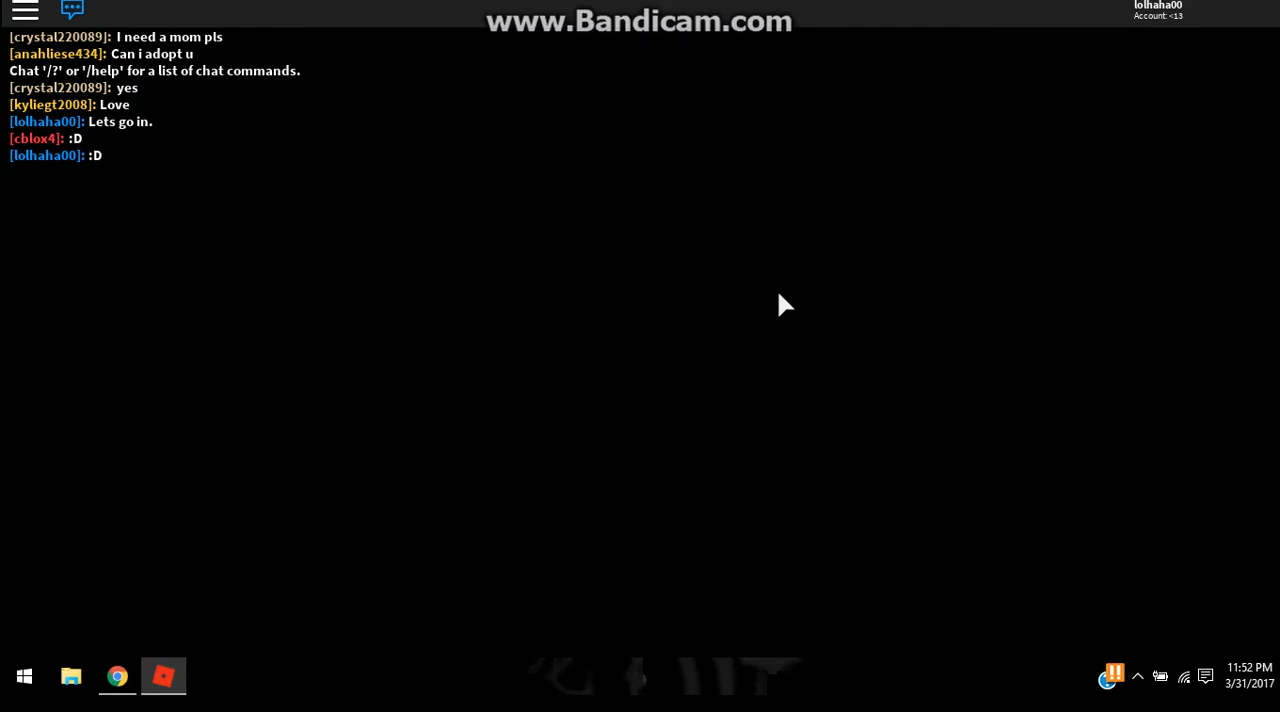 www.Bandicam.com
lolhaha00
Account: <13
[crystal220089]: I need a mom pls
[anahliese434]: Can i adopt u
Chat '/?' or '/help' for a list of chat commands.
[crystal220089]: yes
[kyliegt2008]: Love
[lolhaha00]: Lets go in.
[cblox4]: :D
[lolhaha00]: :D
11:52 PM
3/31/2017